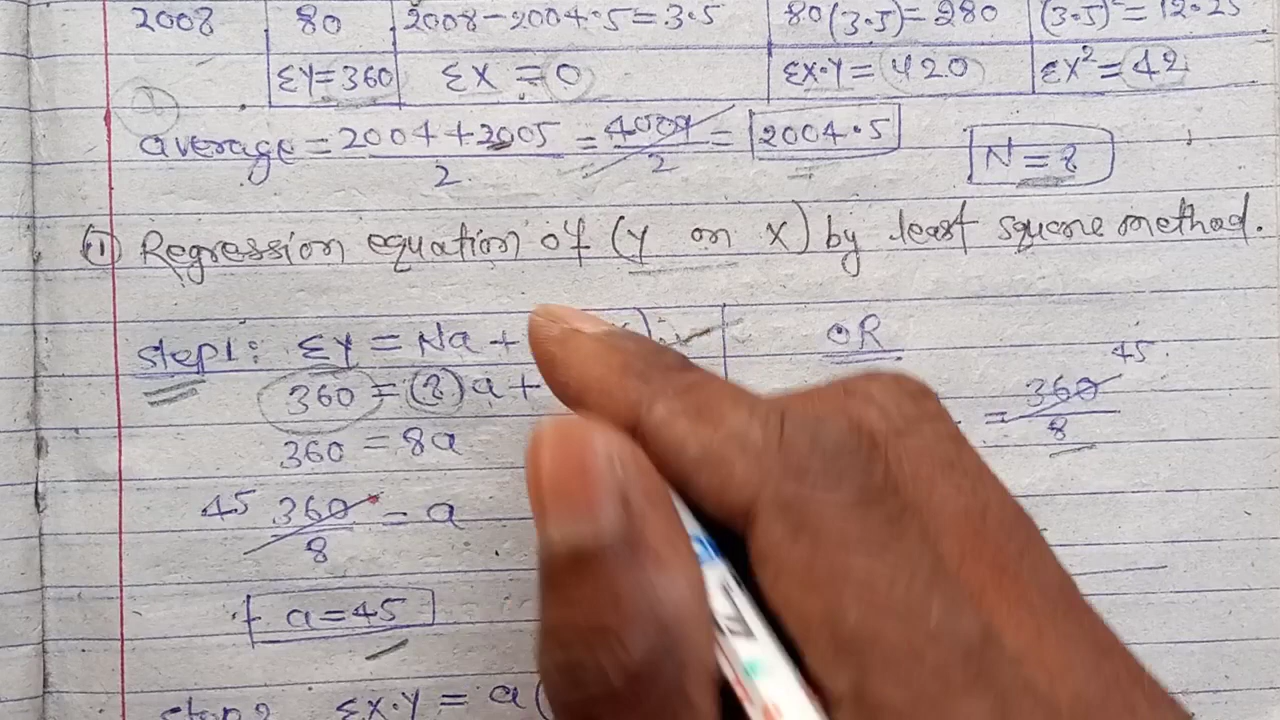 2008 80 2008-2004.5=3.5 80(3.5)=280 (3.5)²=12.25
ΣY=360 ΣX=0 ΣX.Y=420 ΣX²=42
average = 2004+2005/2 = 4009/2 = 2004.5 N=8
① Regression equation of (Y on X) by least square method.
Step1: ΣY = Na +
OR
360 = (8)a +
= 360/8 45
360 = 8a
45 360/8 = a
a=45
ΣX.Y = a(